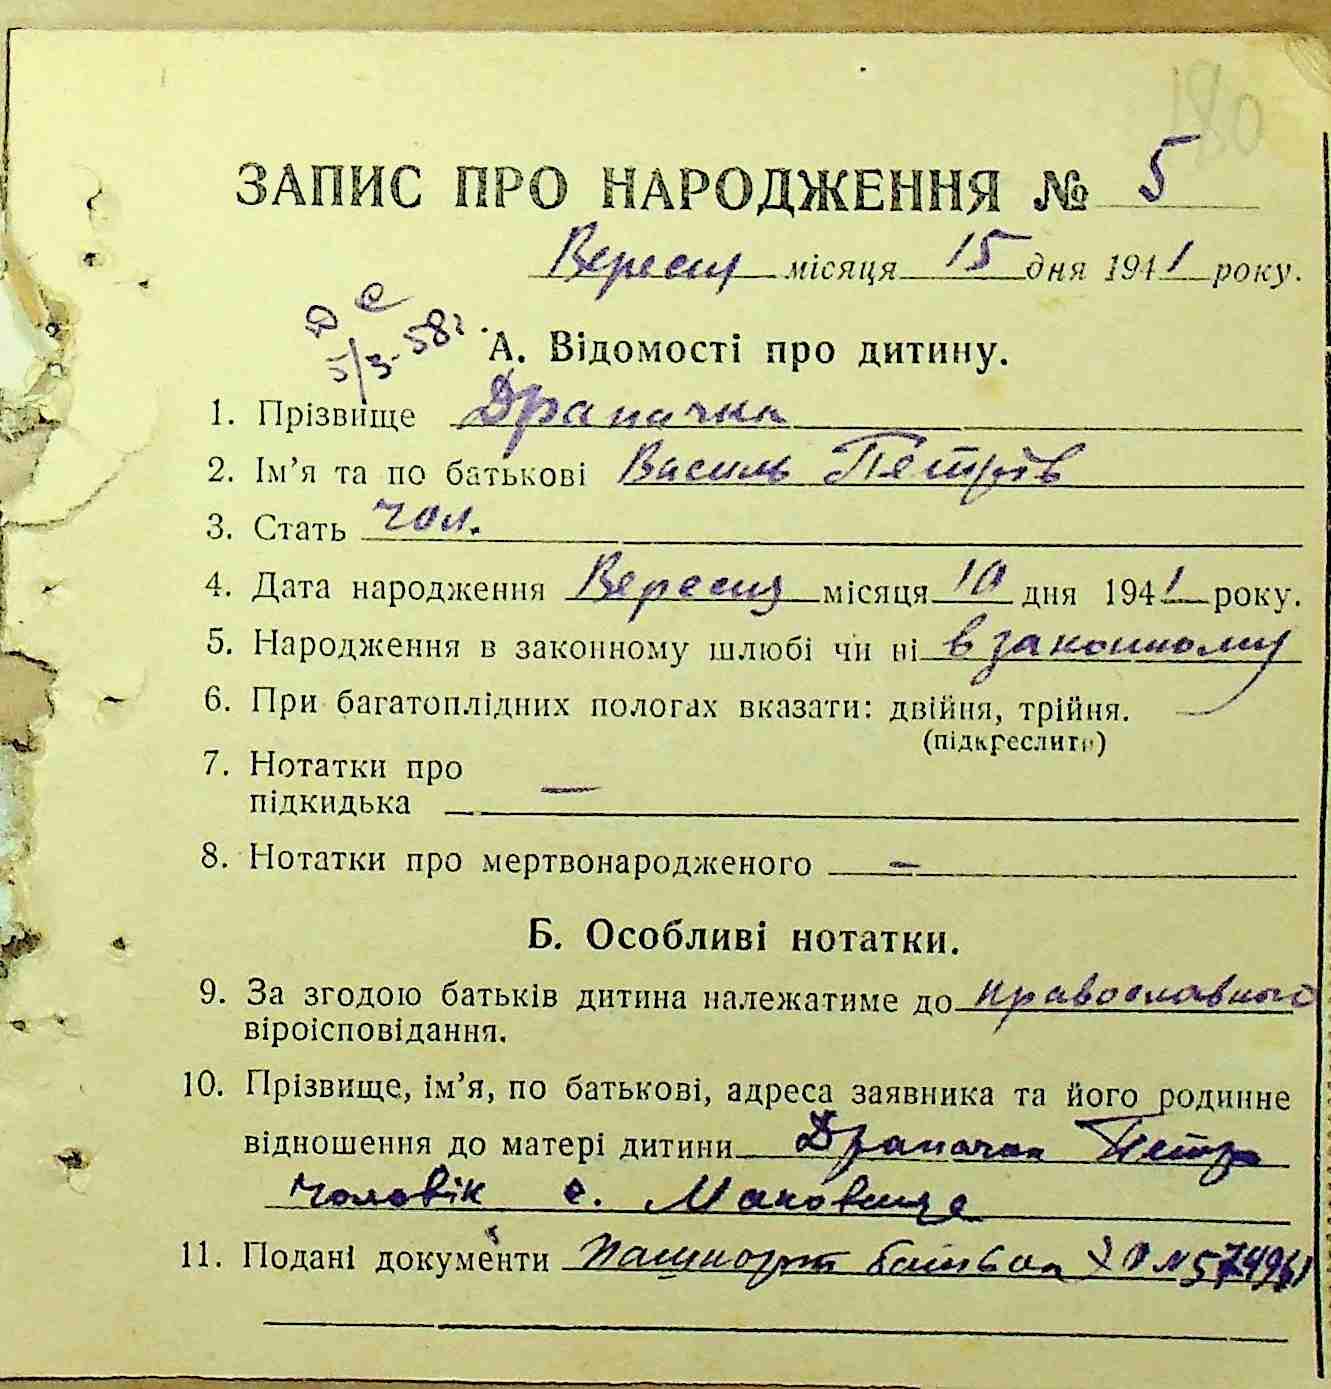 180
ЗАПИС ПРО НАРОДЖЕННЯ № 5
Вересня місяця 15 дня 1941 року.
5/3-58г.
А. Відомості про дитину.
1. Прізвище Драпачка
2. Ім’я та по батькові Василь Петрів
3. Стать чол.
4. Дата народження Вересня місяця 10 дня 1941 року.
5. Народження в законному шлюбі чи ні в законному
6. При багатоплідних пологах вказати: двійня, трійня. —
(підкреслити)
7. Нотатки про
підкидька —
8. Нотатки про мертвонародженого —
Б. Особливі нотатки.
9. За згодою батьків дитина належатиме до православного
віроісповідання.
10. Прізвище, ім’я, по батькові, адреса заявника та його родинне
відношення до матері дитини Драпачка Петр
чоловік с. Маковище
11. Подані документи Пашпорт батька